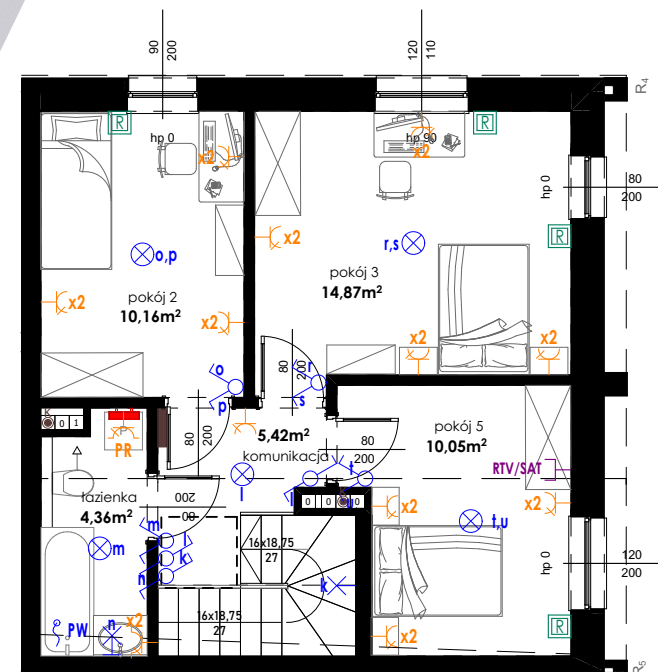 90
200
120
110
R4
R
R
hp 0
x2
hp 90
x2
hp 0
80
200
x2
o,p
r,s
R
pokój 2
10,16m²
x2
x2
pokój 3
14,87m²
x2
x2
80
200
o
p
r
s
K
0 1
PR
80
200
5,42m²
komunikacja
80
200
pokój 5
10,05m²
RTV/SAT
x2
l
l
t
u
0 0 0
K
łazienka
4,36m²
200
80
m
x2
t,u
m
l
k
n
16x18,75
27
k
hp 0
120
200
PW
n
x2
16x18,75
27
x2
R
R5